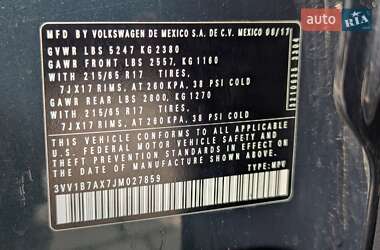 AUTO RIA.com
MFD BY VOLKSWAGEN DE MEXICO S.A. DE C.V. MEXICO 08/17
GVWR LBS 5247 KG 2380
GAWR FRONT LBS 2557, KG 1160
WITH 215/65 R17 TIRES,
7JX17 RIMS, AT 260 KPA, 38 PSI COLD
GAWR REAR LBS 2800, KG 1270
WITH 215/65 R17 TIRES,
7JX17 RIMS, AT 260 KPA, 38 PSI COLD
THIS VEHICLE CONFORMS TO ALL APPLICABLE
U.S. FEDERAL MOTOR VEHICLE SAFETY AND
THEFT PREVENTION STANDARDS IN EFFECT ON
THE DATE OF MANUFACTURE SHOWN ABOVE.
3VV1B7AX7JM027859
TYPE: MPV